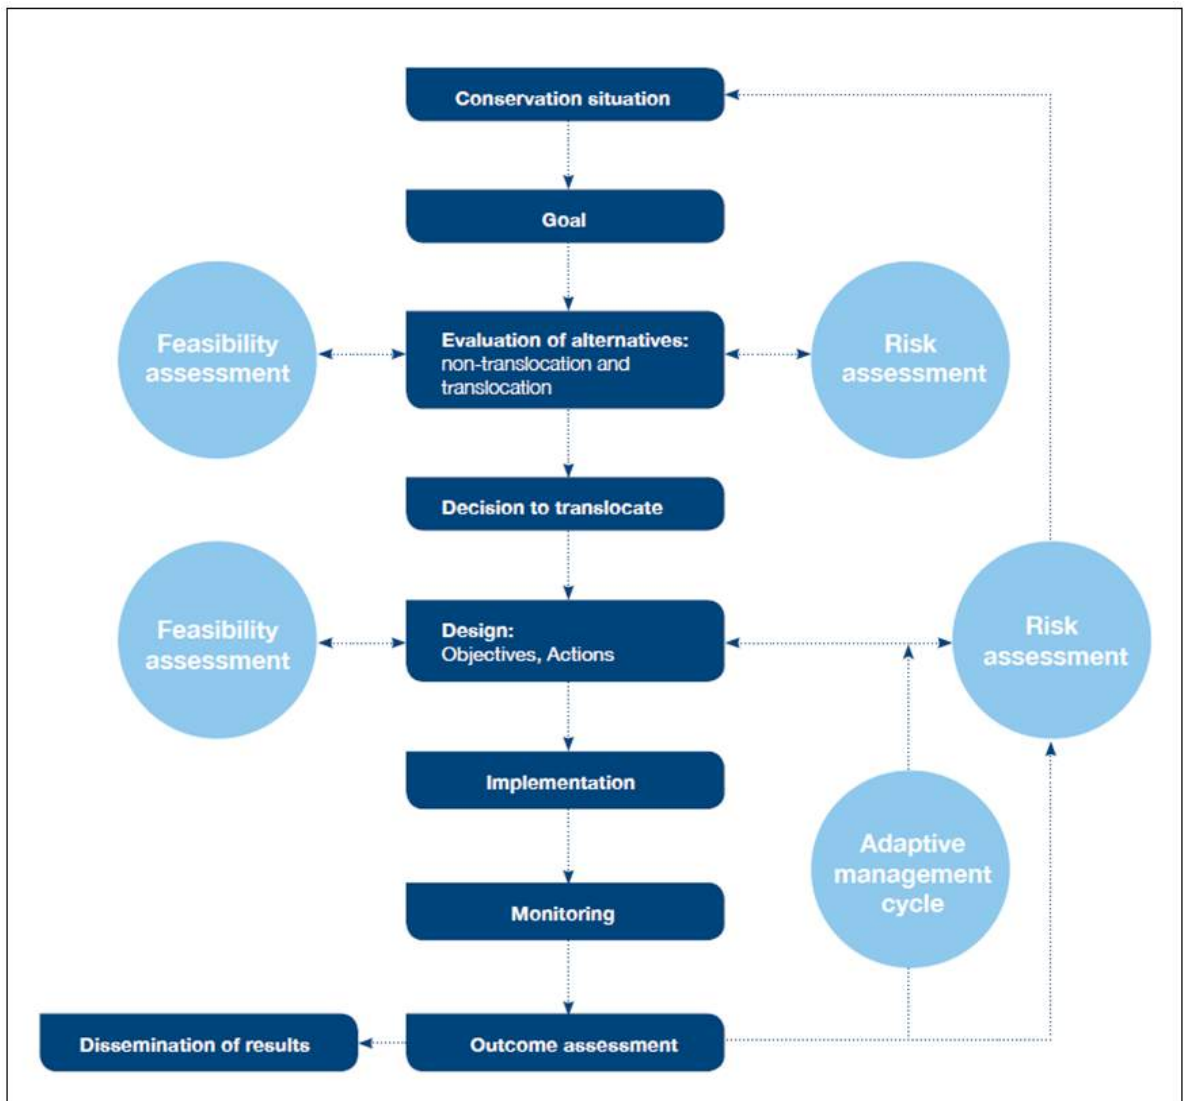 Conservation situation
Goal
Feasibility
assessment
Evaluation of alternatives:
non-translocation and
translocation
Risk
assessment
Decision to translocate
Feasibility
assessment
Design:
Objectives, Actions
Risk
assessment
Implementation
Adaptive
management
cycle
Monitoring
Dissemination of results
Outcome assessment